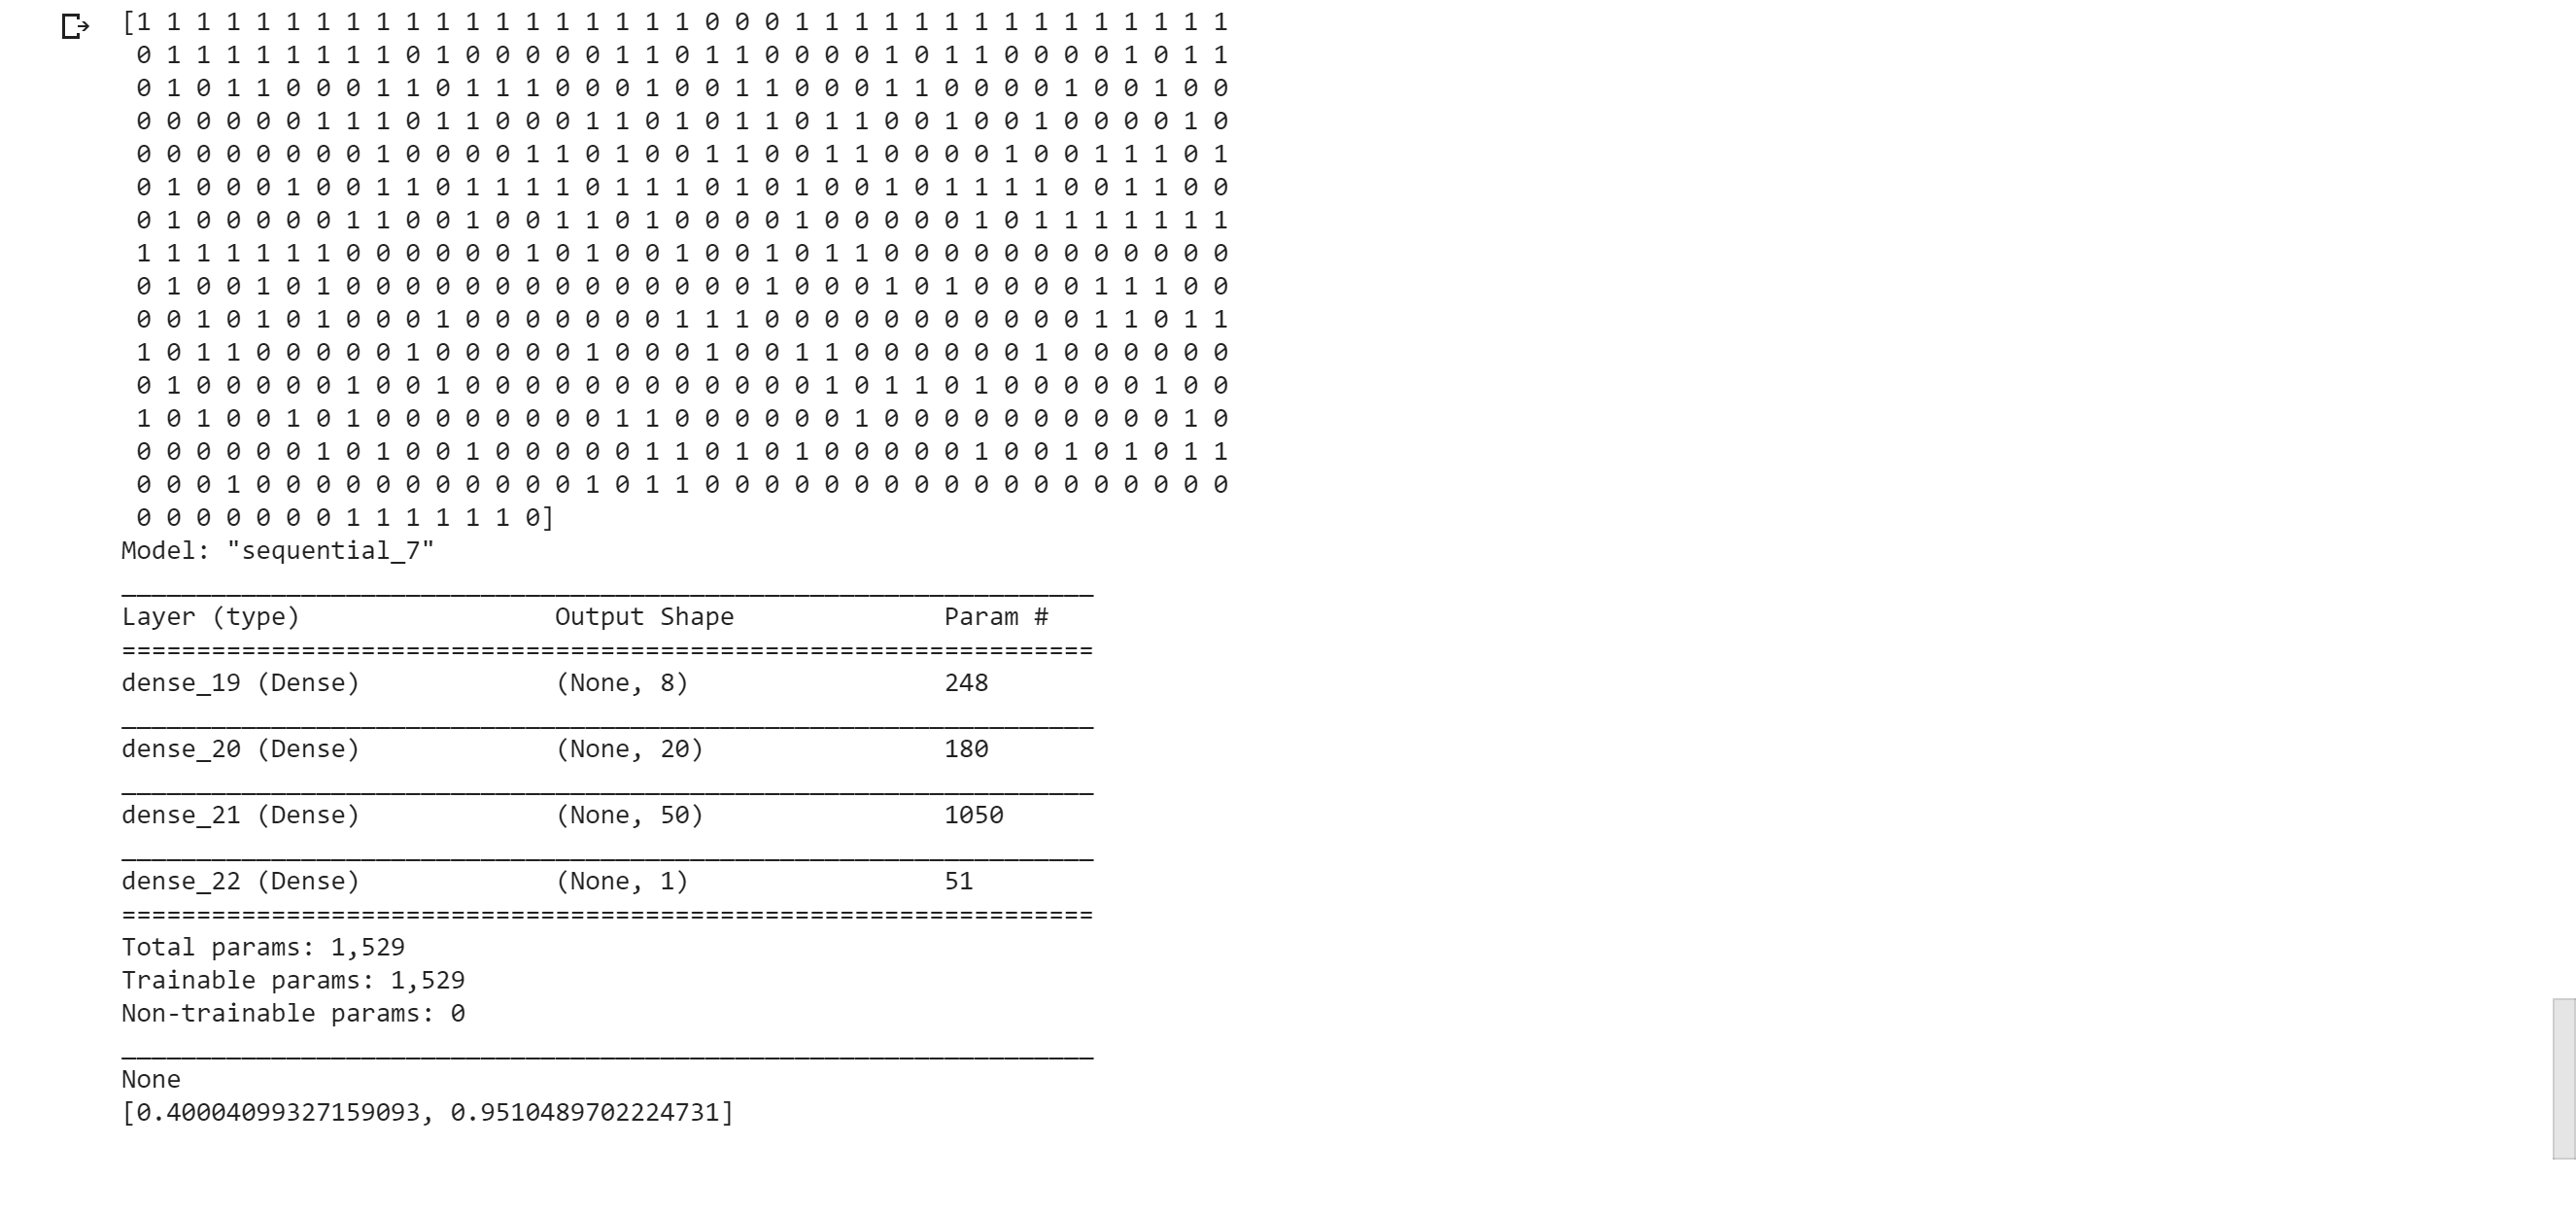 [1 1 1 1 1 1 1 1 1 1 1 1 1 1 1 1 1 1 1 0 0 0 1 1 1 1 1 1 1 1 1 1 1 1 1 1 1
0 1 1 1 1 1 1 1 1 0 1 0 0 0 0 0 1 1 0 1 1 0 0 0 0 1 0 1 1 0 0 0 0 1 0 1 1
0 1 0 1 1 0 0 0 1 1 0 1 1 1 0 0 0 1 0 0 1 1 0 0 0 1 1 0 0 0 0 1 0 0 1 0 0
0 0 0 0 0 0 1 1 1 0 1 1 0 0 0 1 1 0 1 0 1 1 0 1 1 0 0 1 0 0 1 0 0 0 0 1 0
0 0 0 0 0 0 0 0 1 0 0 0 0 1 1 0 1 0 0 1 1 0 0 1 1 0 0 0 0 1 0 0 1 1 1 0 1
0 1 0 0 0 1 0 0 1 1 0 1 1 1 1 0 1 1 1 0 1 0 1 0 0 1 0 1 1 1 1 0 0 1 1 0 0
0 1 0 0 0 0 0 1 1 0 0 1 0 0 1 1 0 1 0 0 0 0 1 0 0 0 0 0 1 0 1 1 1 1 1 1 1
1 1 1 1 1 1 1 0 0 0 0 0 0 1 0 1 0 0 1 0 0 1 0 1 1 0 0 0 0 0 0 0 0 0 0 0 0
0 1 0 0 1 0 1 0 0 0 0 0 0 0 0 0 0 0 0 0 0 1 0 0 0 1 0 1 0 0 0 0 1 1 1 0 0
0 0 1 0 1 0 1 0 0 0 1 0 0 0 0 0 0 0 1 1 1 0 0 0 0 0 0 0 0 0 0 0 1 1 0 1 1
1 0 1 1 0 0 0 0 0 1 0 0 0 0 0 1 0 0 0 1 0 0 1 1 0 0 0 0 0 0 1 0 0 0 0 0 0
0 1 0 0 0 0 0 1 0 0 1 0 0 0 0 0 0 0 0 0 0 0 0 1 0 1 1 0 1 0 0 0 0 0 1 0 0
1 0 1 0 0 1 0 1 0 0 0 0 0 0 0 0 1 1 0 0 0 0 0 0 1 0 0 0 0 0 0 0 0 0 0 1 0
0 0 0 0 0 0 1 0 1 0 0 1 0 0 0 0 0 1 1 0 1 0 1 0 0 0 0 0 1 0 0 1 0 1 0 1 1
0 0 0 1 0 0 0 0 0 0 0 0 0 0 0 1 0 1 1 0 0 0 0 0 0 0 0 0 0 0 0 0 0 0 0 0 0
0 0 0 0 0 0 0 1 1 1 1 1 1 0]
Model: "sequential_7"
_________________________________________________________________
Layer (type)                 Output Shape              Param #
=================================================================
dense_19 (Dense)             (None, 8)                 248
_________________________________________________________________
dense_20 (Dense)             (None, 20)                180
_________________________________________________________________
dense_21 (Dense)             (None, 50)                1050
_________________________________________________________________
dense_22 (Dense)             (None, 1)                 51
=================================================================
Total params: 1,529
Trainable params: 1,529
Non-trainable params: 0
_________________________________________________________________
None
[0.40004099327159093, 0.9510489702224731]